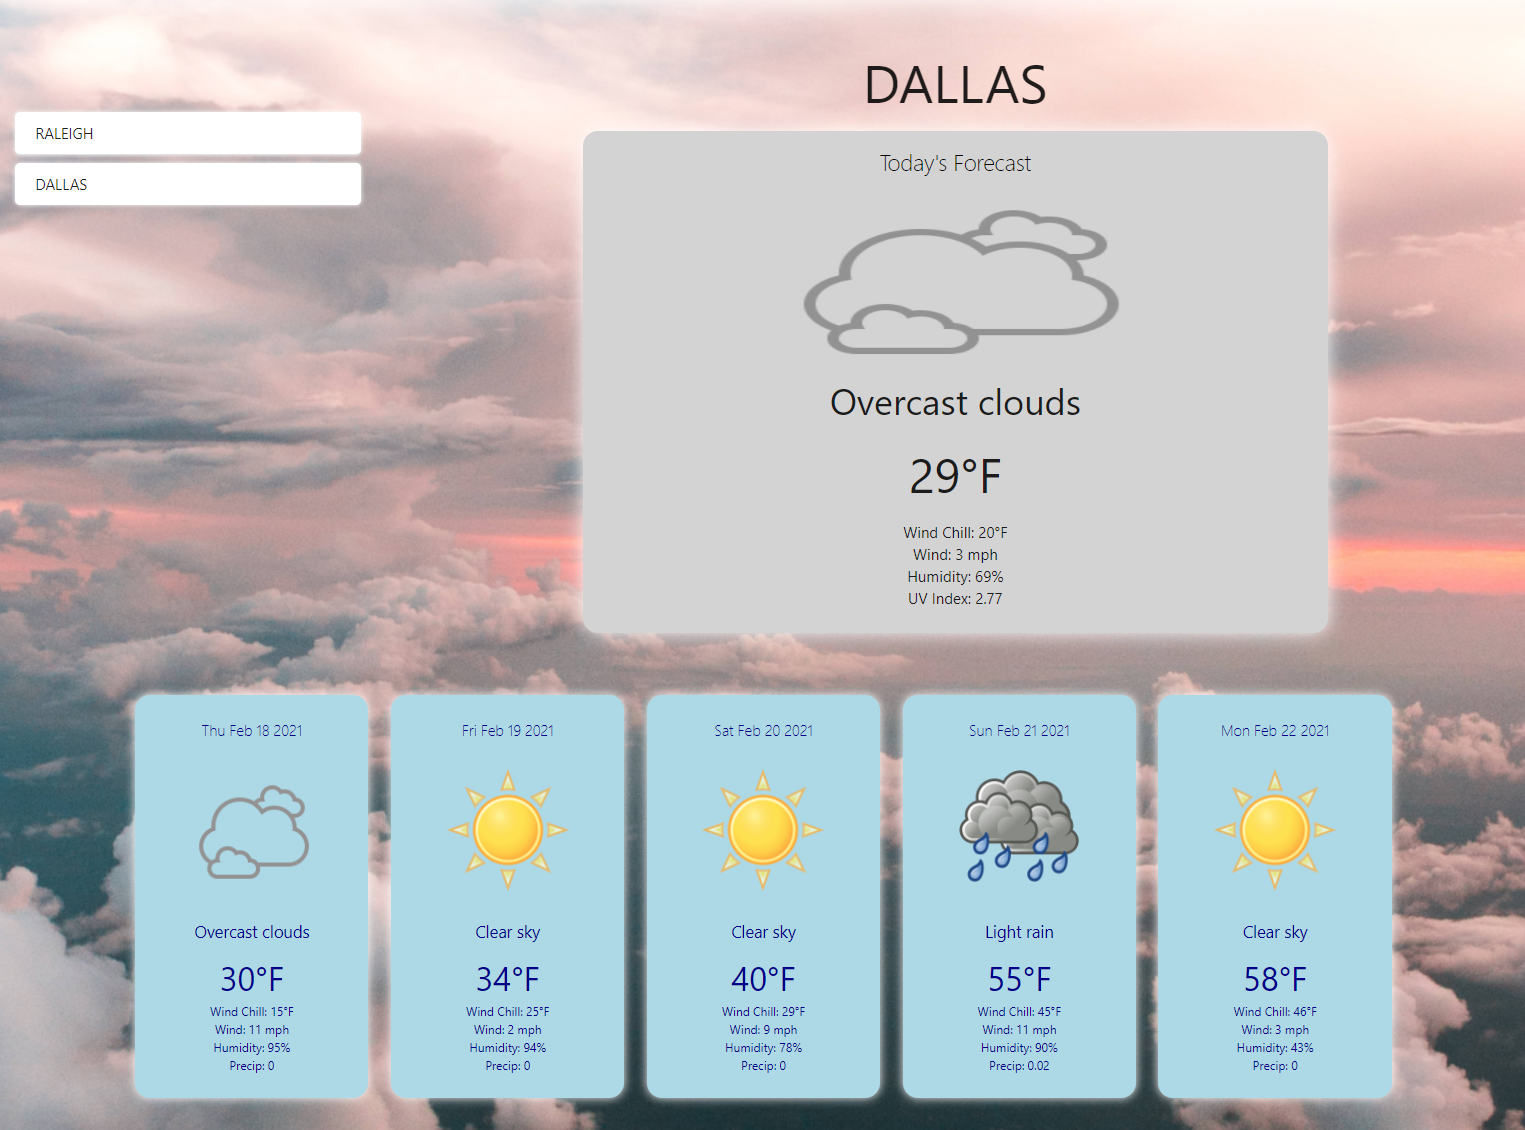 RALEIGH
DALLAS
DALLAS
Today's Forecast
Overcast clouds
29°F
Wind Chill: 20°F
Wind: 3 mph
Humidity: 69%
UV Index: 2.77
Thu Feb 18 2021
Overcast clouds
30°F
Wind Chill: 15°F
Wind: 11 mph
Humidity: 95%
Precip: 0
Fri Feb 19 2021
Clear sky
34°F
Wind Chill: 25°F
Wind: 2 mph
Humidity: 94%
Precip: 0
Sat Feb 20 2021
Clear sky
40°F
Wind Chill: 29°F
Wind: 9 mph
Humidity: 78%
Precip: 0
Sun Feb 21 2021
Light rain
55°F
Wind Chill: 45°F
Wind: 11 mph
Humidity: 90%
Precip: 0.02
Mon Feb 22 2021
Clear sky
58°F
Wind Chill: 46°F
Wind: 3 mph
Humidity: 43%
Precip: 0